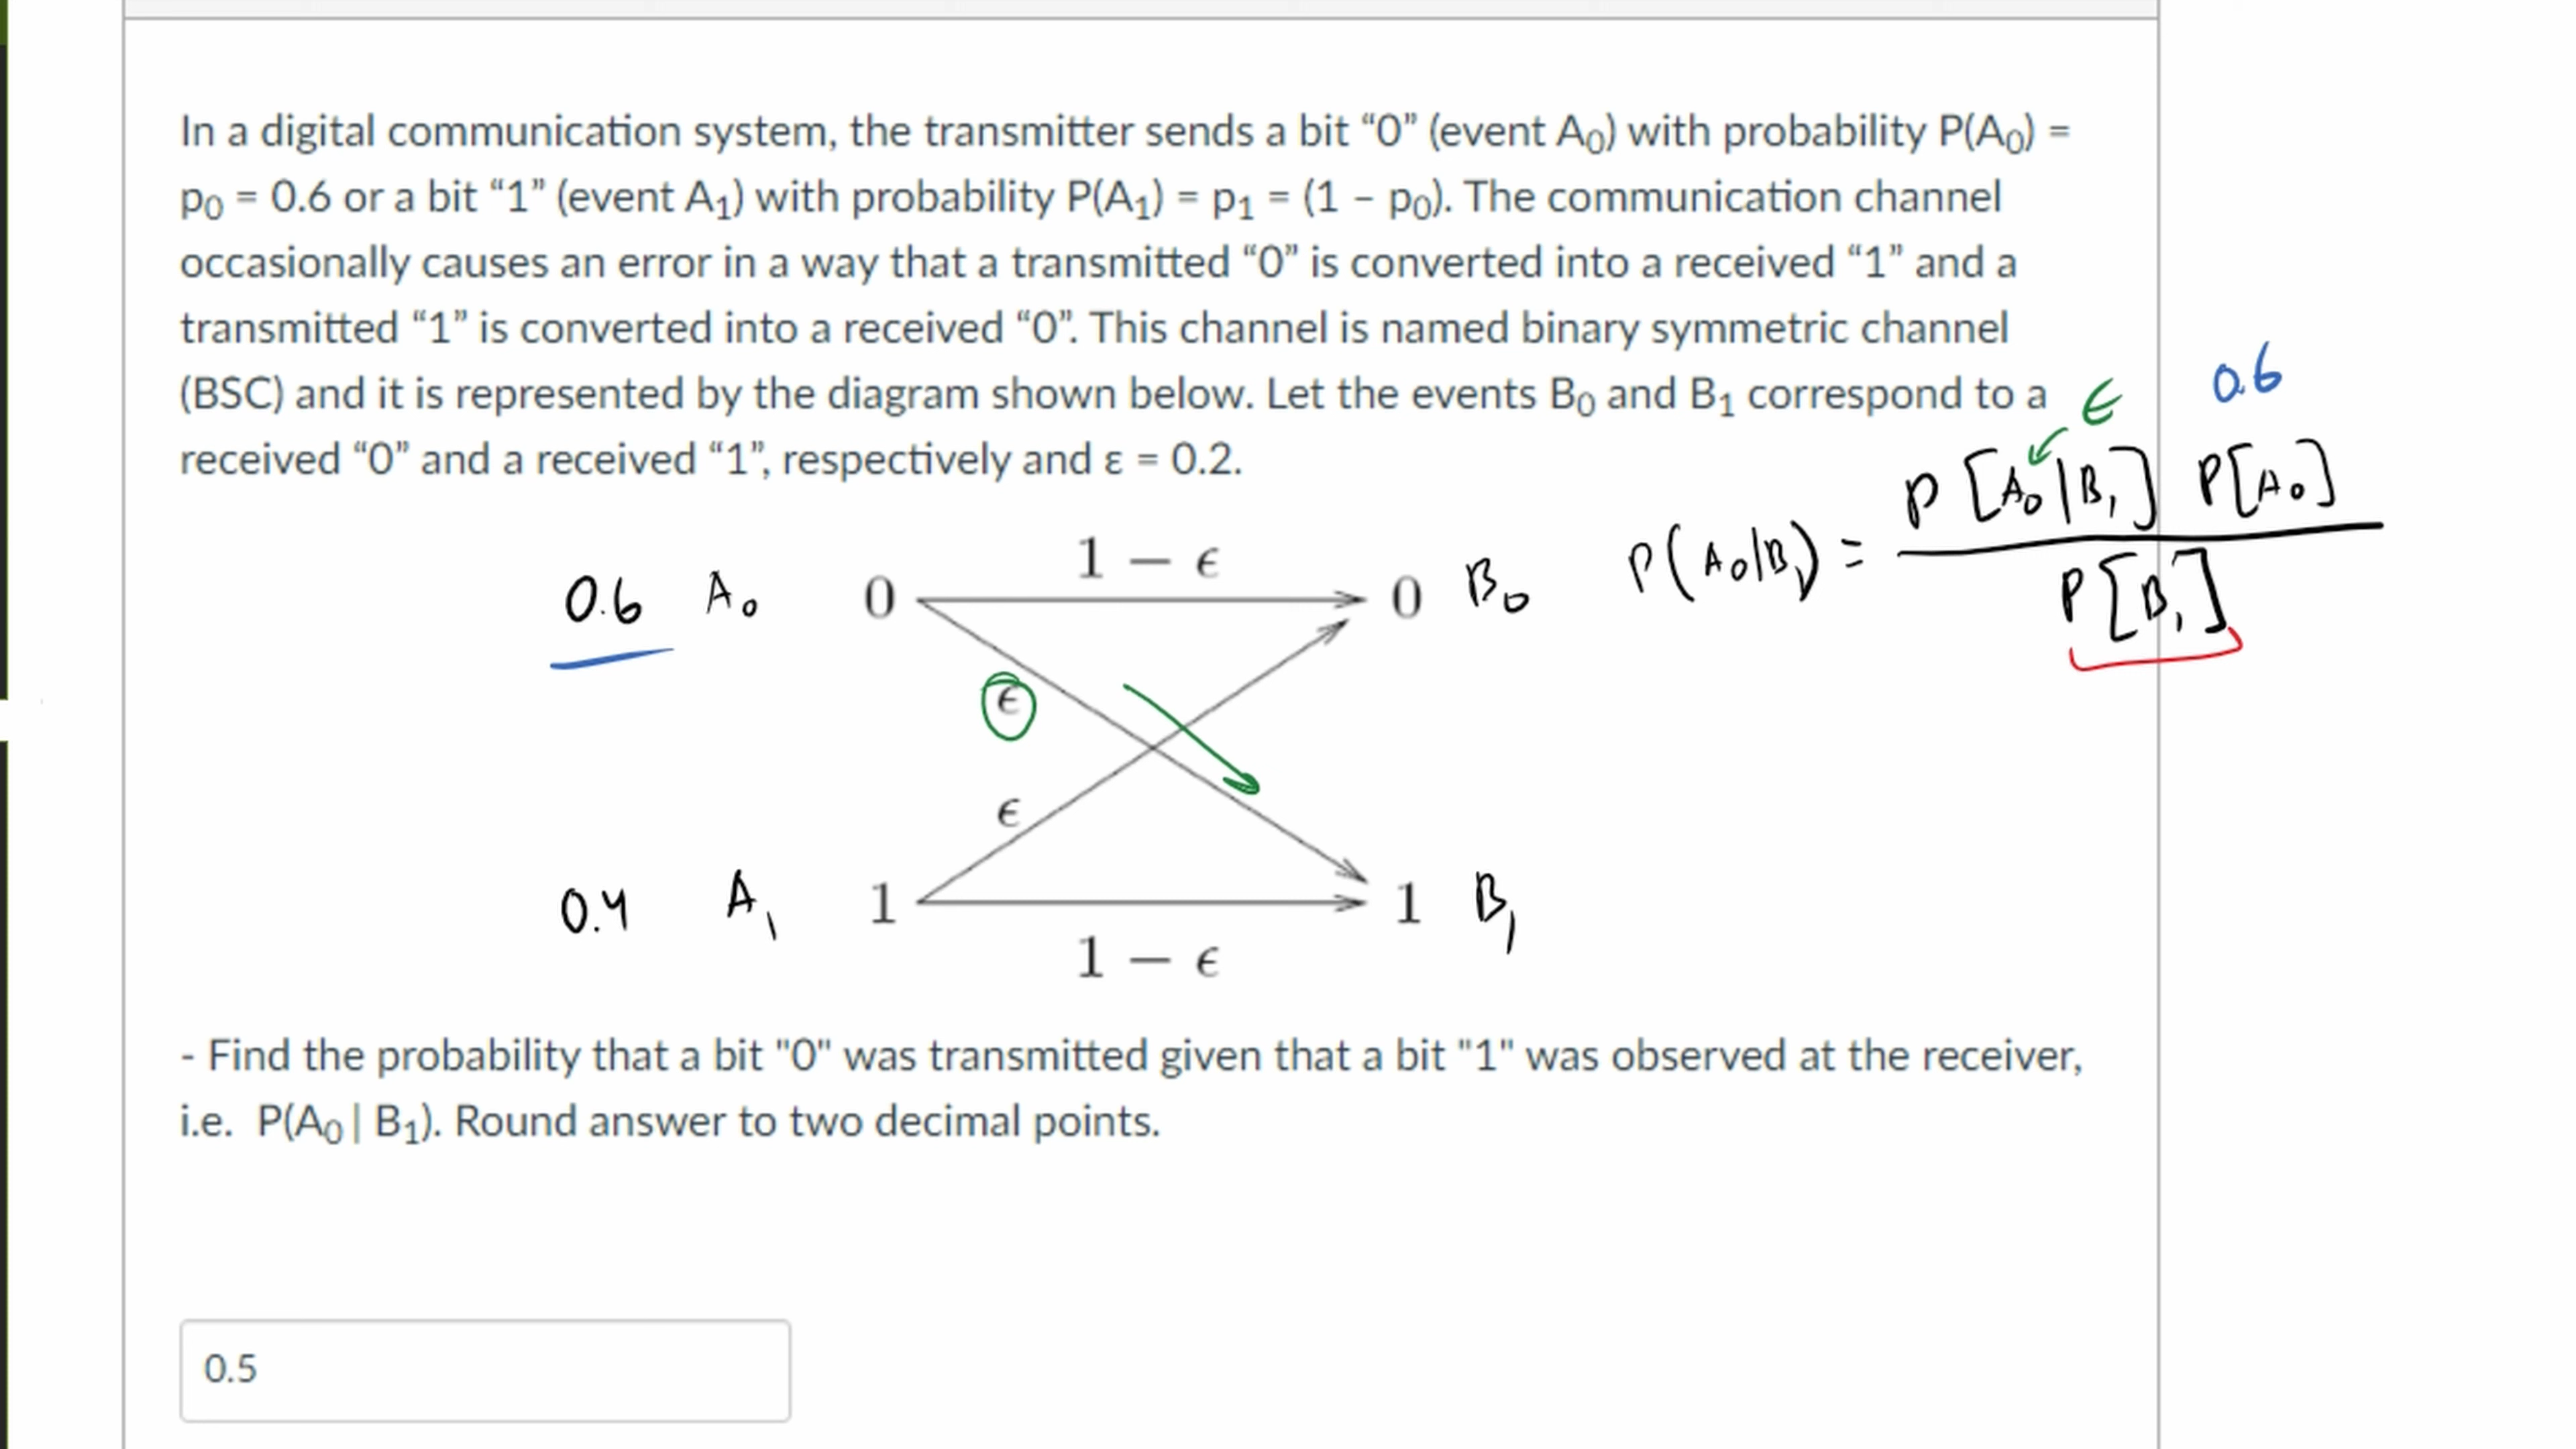 In a digital communication system, the transmitter sends a bit “0” (event A₀) with probability P(A₀) =
p₀ = 0.6 or a bit “1” (event A₁) with probability P(A₁) = p₁ = (1 – p₀). The communication channel
occasionally causes an error in a way that a transmitted “0” is converted into a received “1” and a
transmitted “1” is converted into a received “0”. This channel is named binary symmetric channel
(BSC) and it is represented by the diagram shown below. Let the events B₀ and B₁ correspond to a
received “0” and a received “1”, respectively and ε = 0.2.
ϵ 0.6
P[A₀|B₁] P[A₀]
P(A₀|B₁) =
P[B₁]
1 − ϵ
0.6 A₀ 0 0 B₀
ϵ
ϵ
0.4 A₁ 1 1 B₁
1 − ϵ
- Find the probability that a bit "0" was transmitted given that a bit "1" was observed at the receiver,
i.e. P(A₀| B₁). Round answer to two decimal points.
0.5